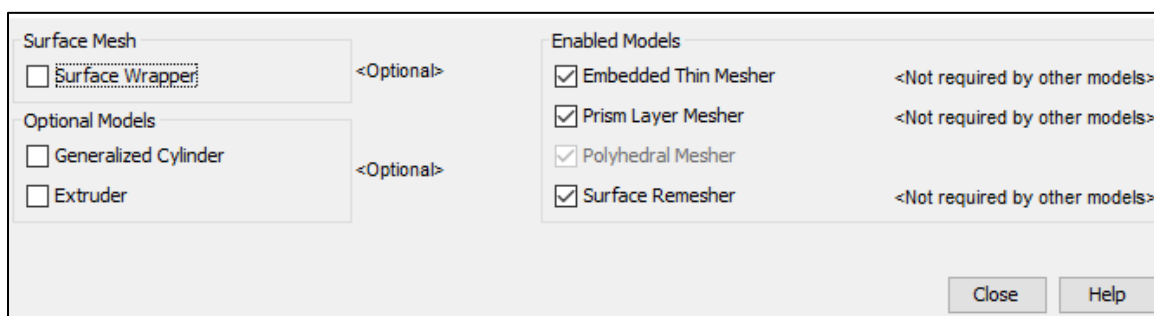 Surface Mesh
Surface Wrapper <Optional>
Optional Models
Generalized Cylinder
<Optional>
Extruder
Enabled Models
Embedded Thin Mesher <Not required by other models>
Prism Layer Mesher <Not required by other models>
Polyhedral Mesher
Surface Remesher <Not required by other models>
Close Help